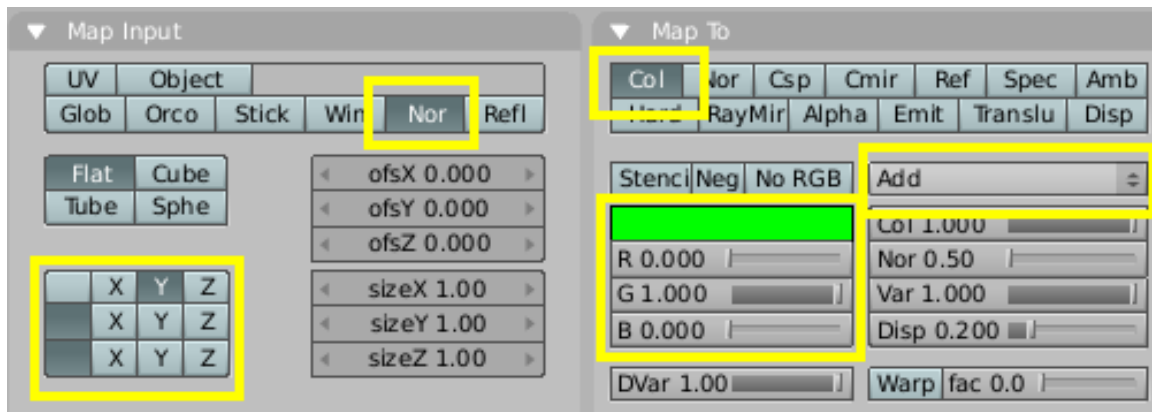 Map Input
UV Object
Glob Orco Stick Win Nor Refl
Flat Cube
Tube Sphe
X Y Z
X Y Z
X Y Z
ofsX 0.000
ofsY 0.000
ofsZ 0.000
sizeX 1.00
sizeY 1.00
sizeZ 1.00
Map To
Col Nor Csp Cmir Ref Spec Amb
Hard RayMir Alpha Emit Translu Disp
Stenci Neg No RGB
R 0.000
G 1.000
B 0.000
DVar 1.00
Add
Col 1.000
Nor 0.50
Var 1.000
Disp 0.200
Warp fac 0.0